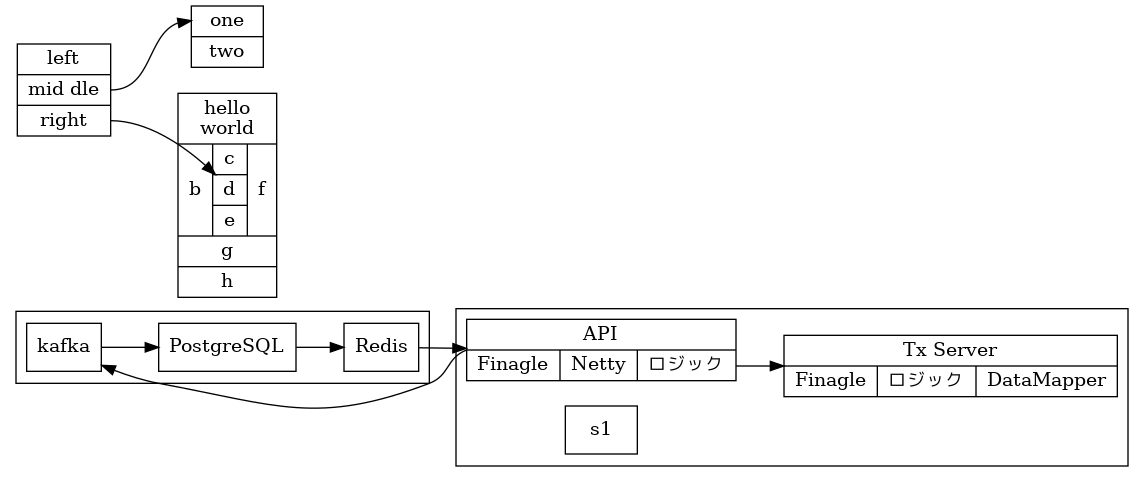 one
two
left
mid dle
right
hello
world
b
c
d
e
f
g
h
kafka
PostgreSQL
Redis
API
Finagle
Netty
ロジック
Tx Server
Finagle
ロジック
DataMapper
s1